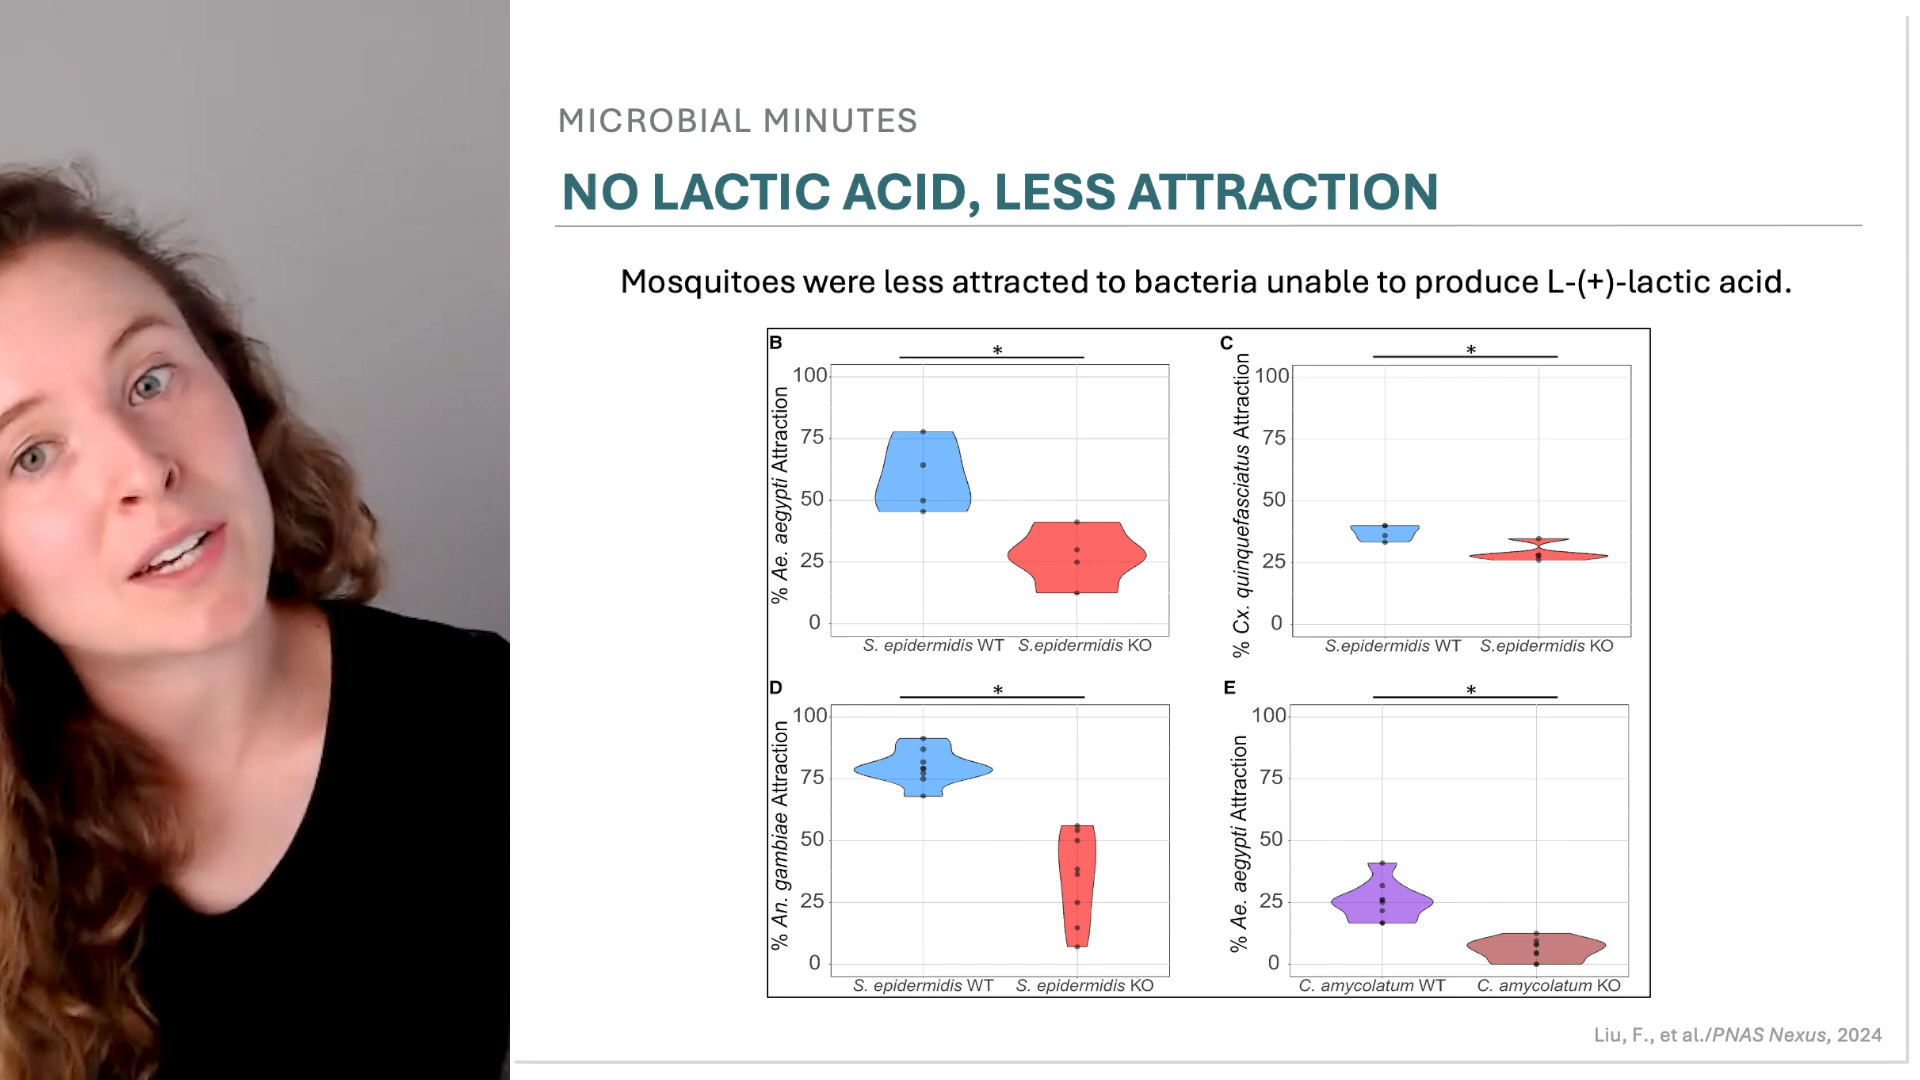 MICROBIAL MINUTES
NO LACTIC ACID, LESS ATTRACTION
Mosquitoes were less attracted to bacteria unable to produce L-(+)-lactic acid.
B
*
% Ae. aegypti Attraction
100
75
50
25
0
S. epidermidis WT
S.epidermidis KO
C
*
% Cx. quinquefasciatus Attraction
100
75
50
25
0
S.epidermidis WT
S.epidermidis KO
D
*
% An. gambiae Attraction
100
75
50
25
0
S. epidermidis WT
S. epidermidis KO
E
*
% Ae. aegypti Attraction
100
75
50
25
0
C. amycolatum WT
C. amycolatum KO
Liu, F., et al./PNAS Nexus, 2024